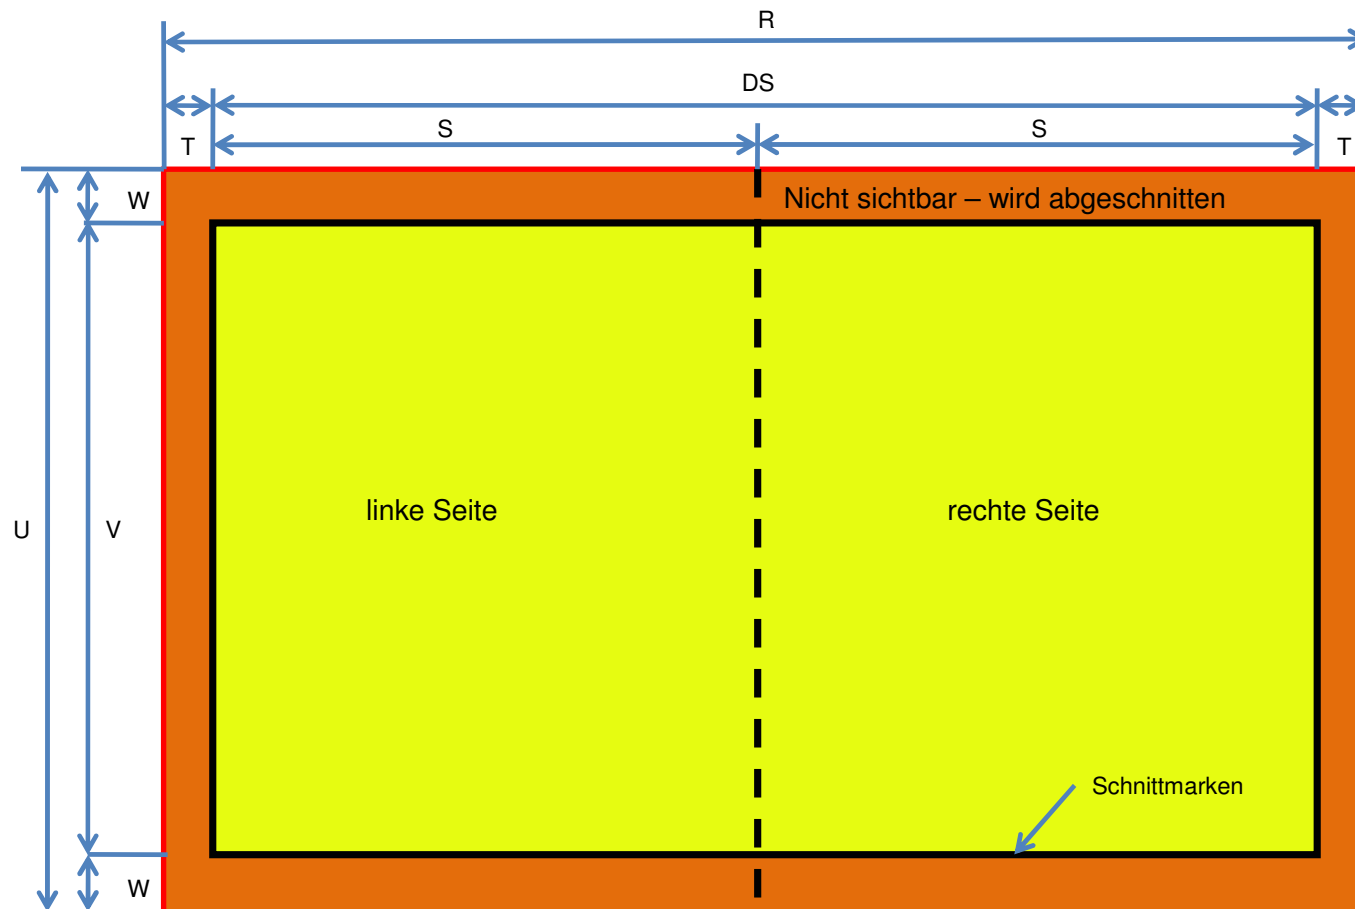 R
DS
S
S
T
T
W
Nicht sichtbar – wird abgeschnitten
linke Seite
rechte Seite
U
V
Schnittmarken
W